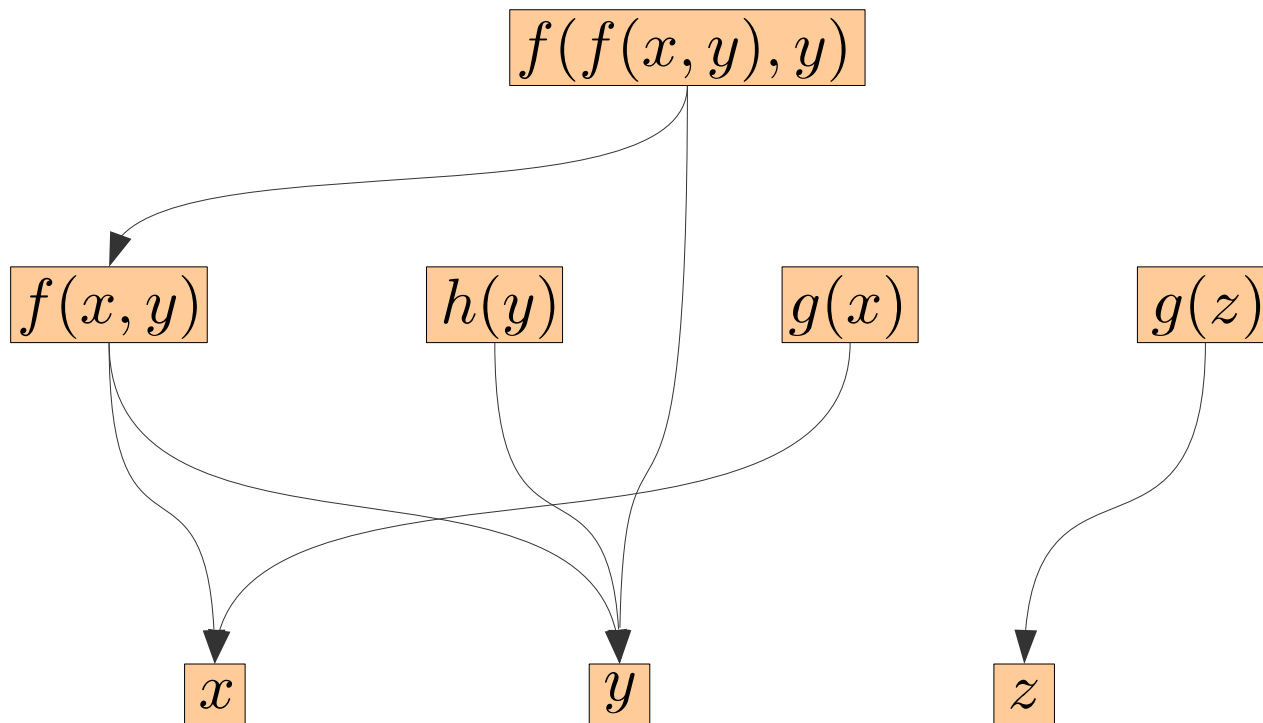 f(f(x, y), y)
f(x, y) h(y) g(x) g(z)
x y z